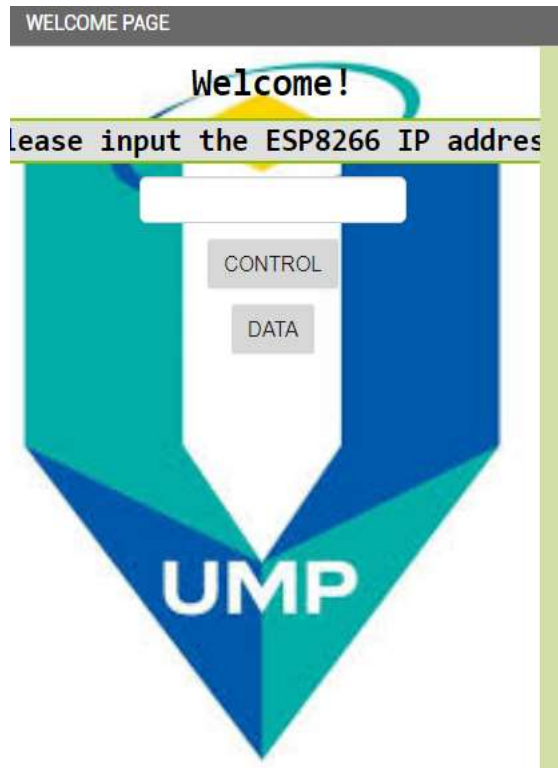 WELCOME PAGE
Welcome!
lease input the ESP8266 IP addres
CONTROL
DATA
UMP